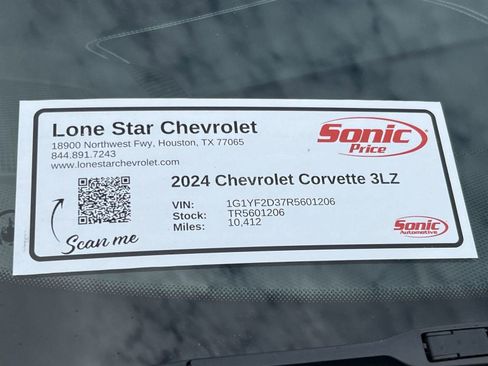 Lone Star Chevrolet
18900 Northwest Fwy, Houston, TX 77065
844.891.7243
www.lonestarchevrolet.com
Sonic
Price
2024 Chevrolet Corvette 3LZ
VIN: 1G1YF2D37R5601206
Stock: TR5601206
Miles: 10,412
Scan me
Sonic
Automotive